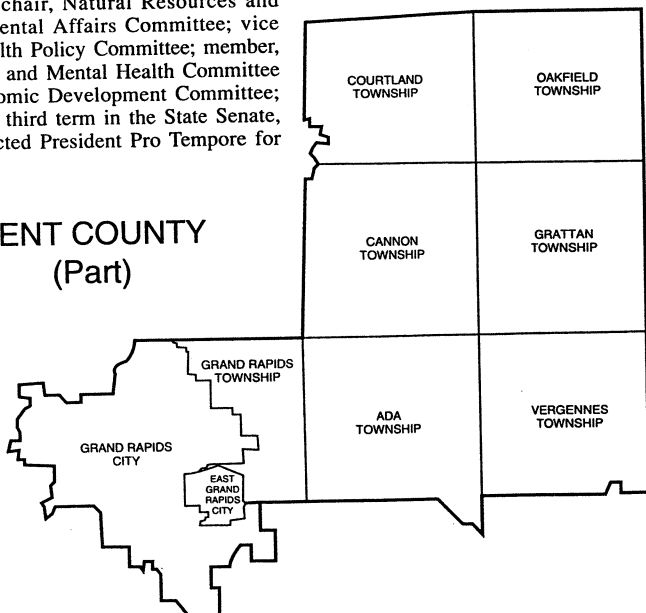 chair, Natural Resources and
ental Affairs Committee; vice
lth Policy Committee; member,
and Mental Health Committee
omic Development Committee;
third term in the State Senate,
cted President Pro Tempore for
ENT COUNTY
(Part)
COURTLAND
TOWNSHIP
OAKFIELD
TOWNSHIP
CANNON
TOWNSHIP
GRATTAN
TOWNSHIP
GRAND RAPIDS
TOWNSHIP
ADA
TOWNSHIP
VERGENNES
TOWNSHIP
GRAND RAPIDS
CITY
EAST
GRAND
RAPIDS
CITY